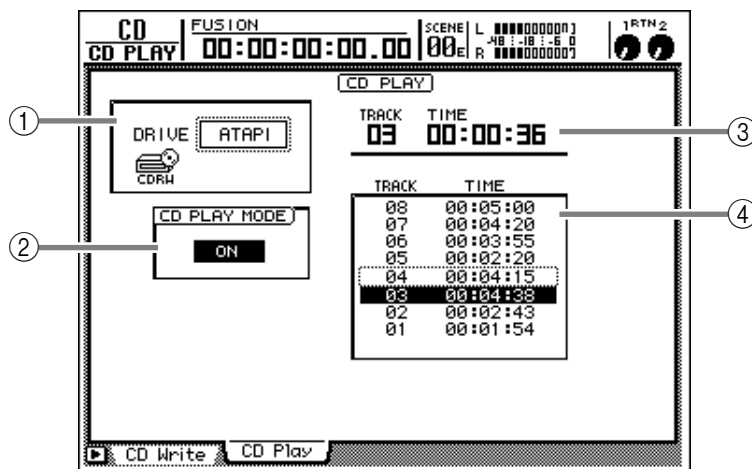 CD
CD PLAY
FUSION
00:00:00:00.00
SCENE
00E
L
-48 -18 -6 0
R
1 RTN 2
CD PLAY
1
DRIVE ATAPI
CDRW
TRACK TIME
03 00:00:36
3
2
CD PLAY MODE
ON
TRACK TIME
08 00:05:00
07 00:04:20
06 00:03:55
05 00:02:20
04 00:04:15
03 00:04:38
02 00:02:43
01 00:01:54
4
CD Write
CD Play